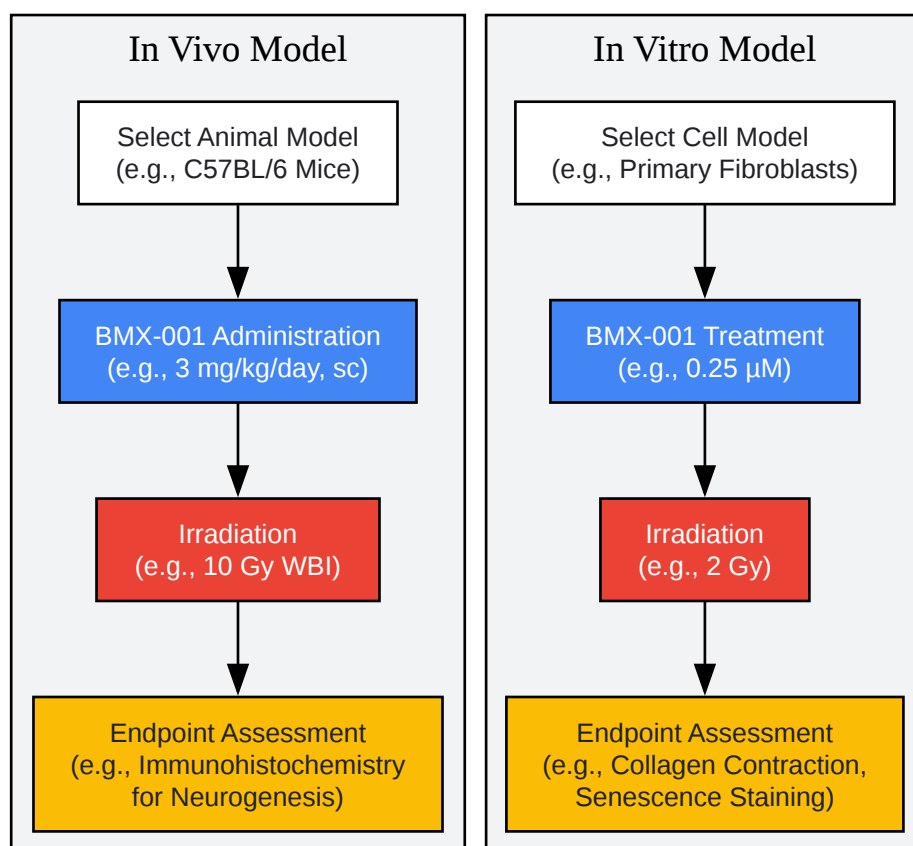 In Vivo Model
Select Animal Model
(e.g., C57BL/6 Mice)
BMX-001 Administration
(e.g., 3 mg/kg/day, sc)
Irradiation
(e.g., 10 Gy WBI)
Endpoint Assessment
(e.g., Immunohistochemistry
for Neurogenesis)
In Vitro Model
Select Cell Model
(e.g., Primary Fibroblasts)
BMX-001 Treatment
(e.g., 0.25 µM)
Irradiation
(e.g., 2 Gy)
Endpoint Assessment
(e.g., Collagen Contraction,
Senescence Staining)